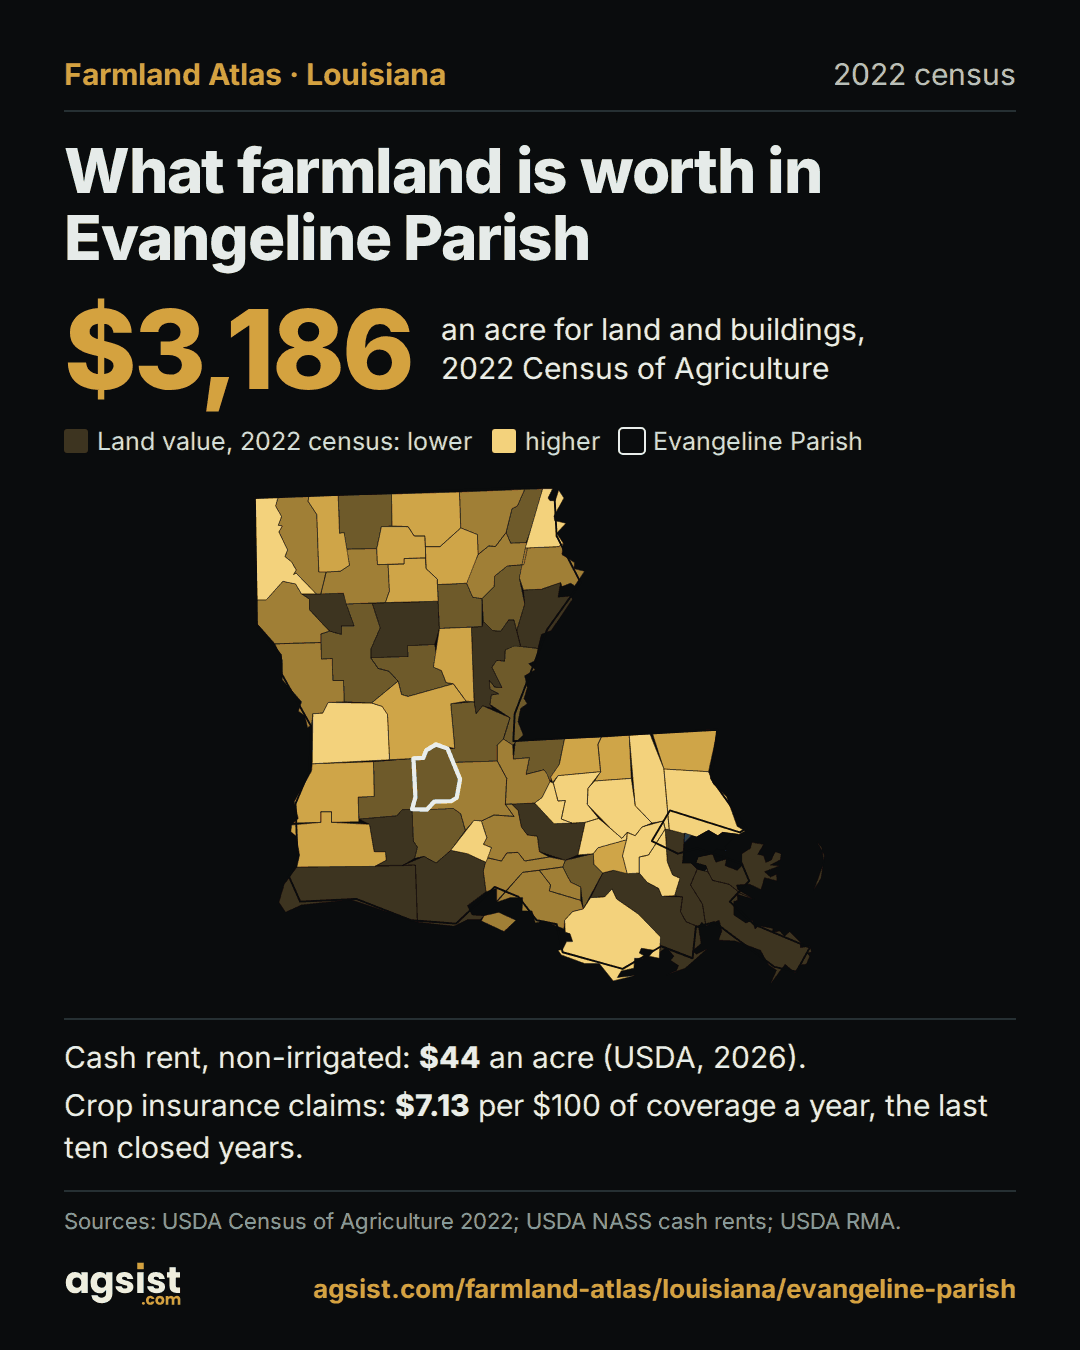 Farmland Atlas · Louisiana
2022 census
What farmland is worth in
Evangeline Parish
$3,186
an acre for land and buildings,
2022 Census of Agriculture
Land value, 2022 census: lower
higher
Evangeline Parish
Cash rent, non-irrigated: $44 an acre (USDA, 2026).
Crop insurance claims: $7.13 per $100 of coverage a year, the last
ten closed years.
Sources: USDA Census of Agriculture 2022; USDA NASS cash rents; USDA RMA.
agsist
.com
agsist.com/farmland-atlas/louisiana/evangeline-parish